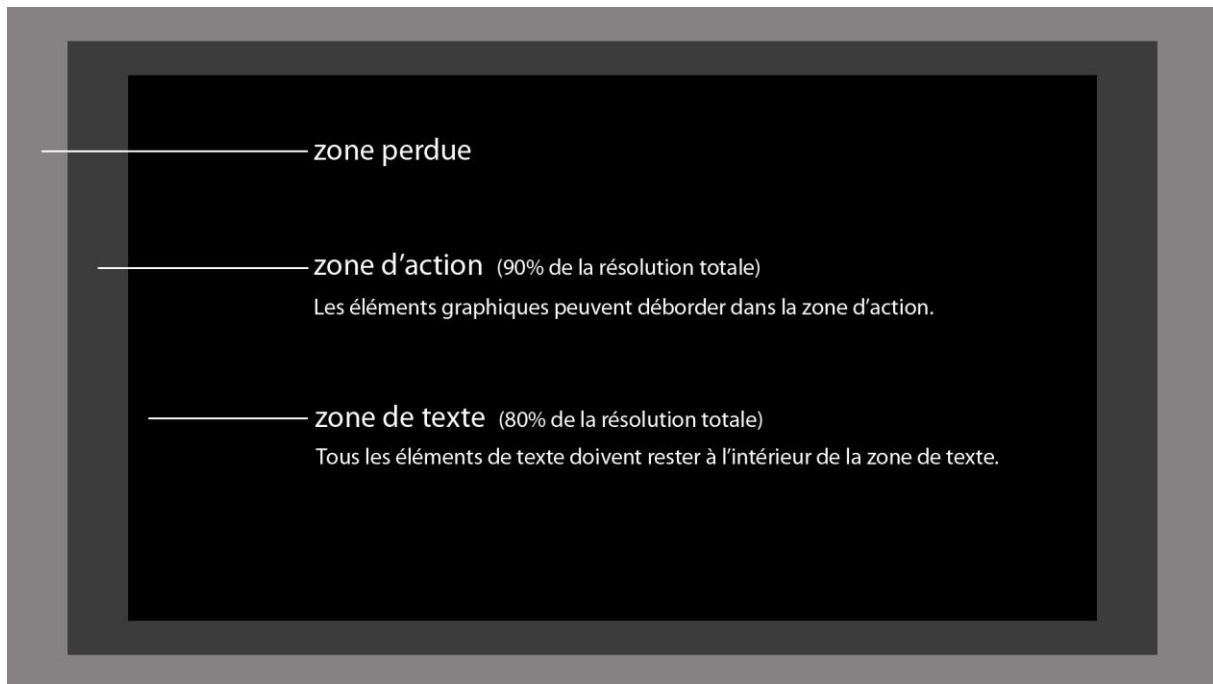 zone perdue
zone d’action (90% de la résolution totale)
Les éléments graphiques peuvent déborder dans la zone d’action.
zone de texte (80% de la résolution totale)
Tous les éléments de texte doivent rester à l’intérieur de la zone de texte.